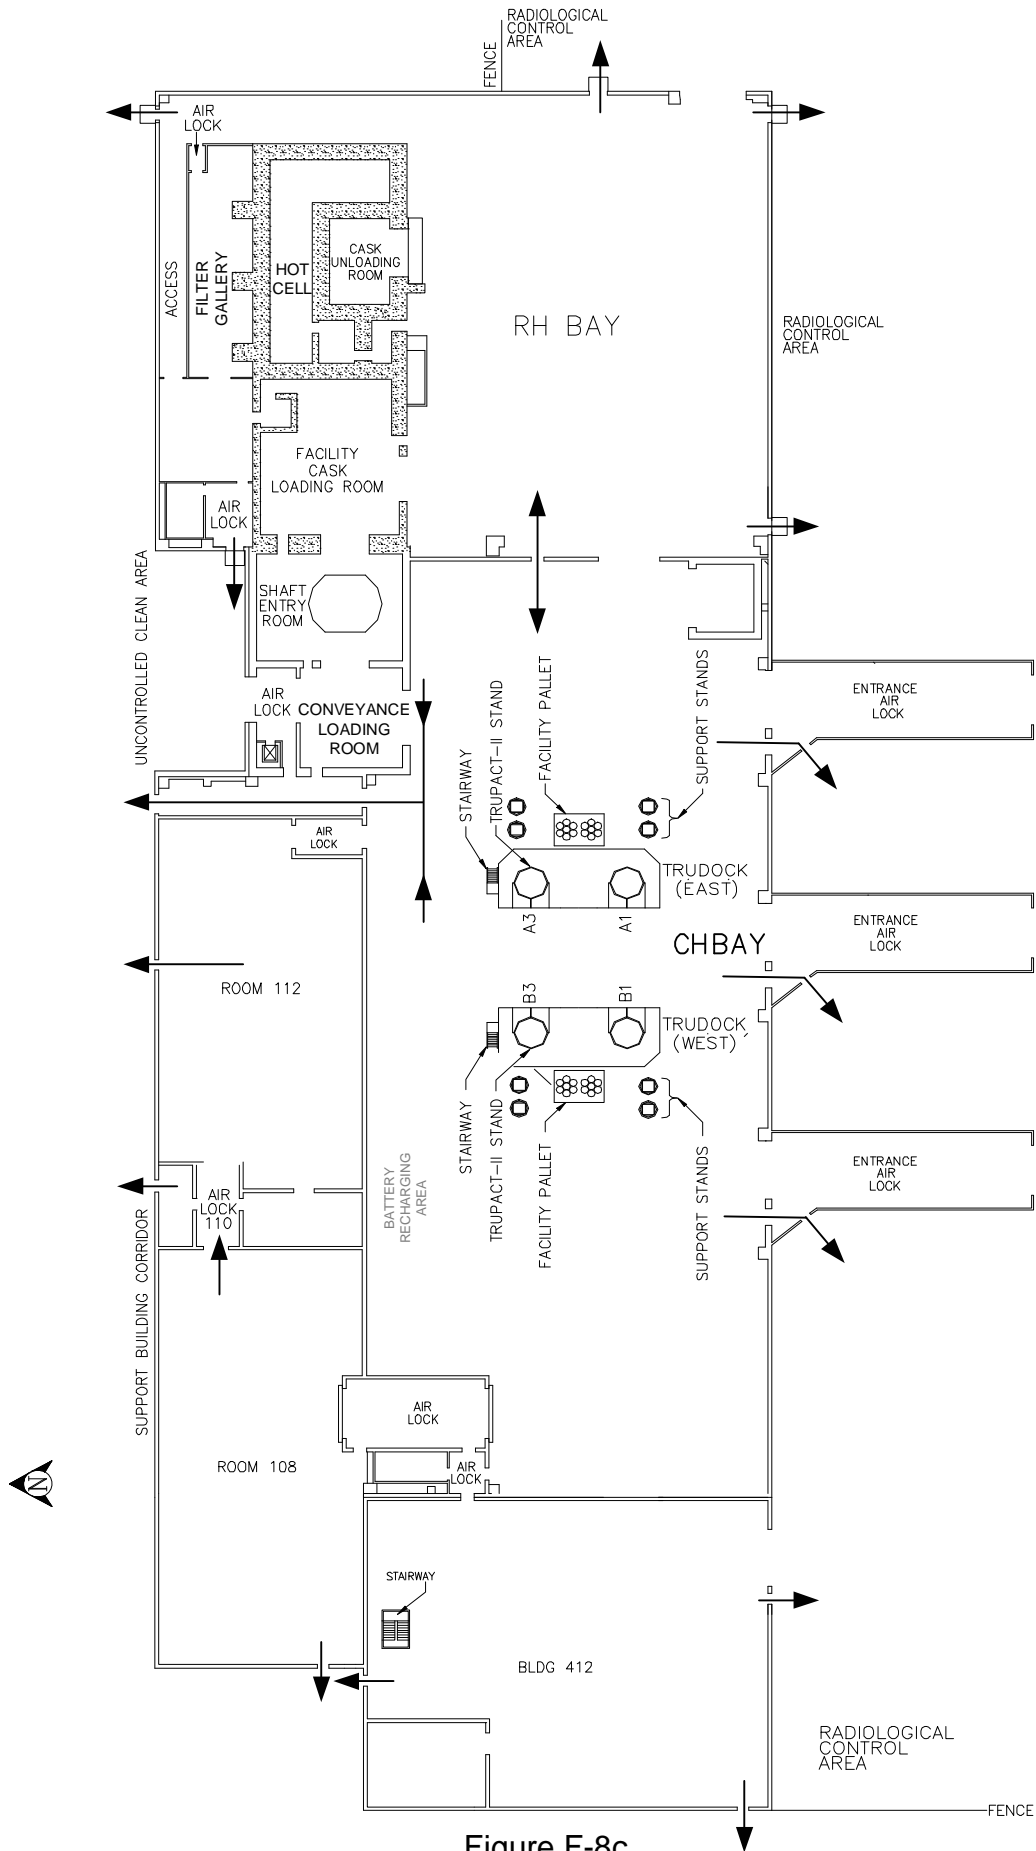 RADIOLOGICAL
CONTROL
AREA
FENCE
AIR
LOCK
ACCESS
FILTER
GALLERY
HOT
CELL
CASK
UNLOADING
ROOM
RH BAY
RADIOLOGICAL
CONTROL
AREA
FACILITY
CASK
LOADING ROOM
AIR
LOCK
UNCONTROLLED CLEAN AREA
SHAFT
ENTRY
ROOM
AIR
LOCK
CONVEYANCE
LOADING
ROOM
STAIRWAY
TRUPACT-II STAND
FACILITY PALLET
SUPPORT STANDS
ENTRANCE
AIR
LOCK
AIR
LOCK
TRUDOCK
(EAST)
A3
A1
CHBAY
ENTRANCE
AIR
LOCK
ROOM 112
B3
B1
TRUDOCK
(WEST)
STAIRWAY
TRUPACT-II STAND
FACILITY PALLET
SUPPORT STANDS
ENTRANCE
AIR
LOCK
BATTERY
RECHARGING
AREA
AIR
LOCK
110
SUPPORT BUILDING CORRIDOR
AIR
LOCK
ROOM 108
AIR
LOCK
N
STAIRWAY
BLDG 412
RADIOLOGICAL
CONTROL
AREA
FENCE
Figure E-8c